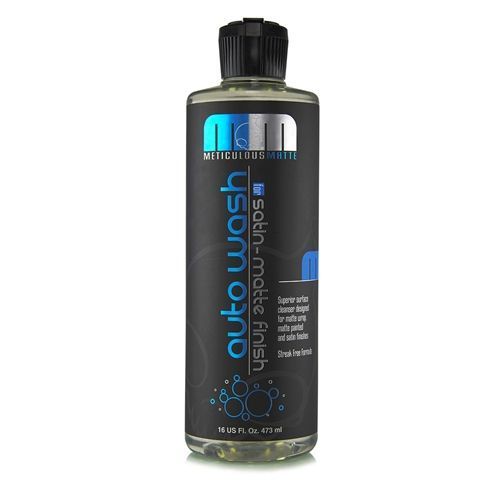 METICULOUSMATTE
auto wash
for satin-matte finish
Superior surface
cleanser designed
for matte wrap,
matte painted
and satin finishes
Streak Free Formula
16 US Fl. Oz. 473 ml